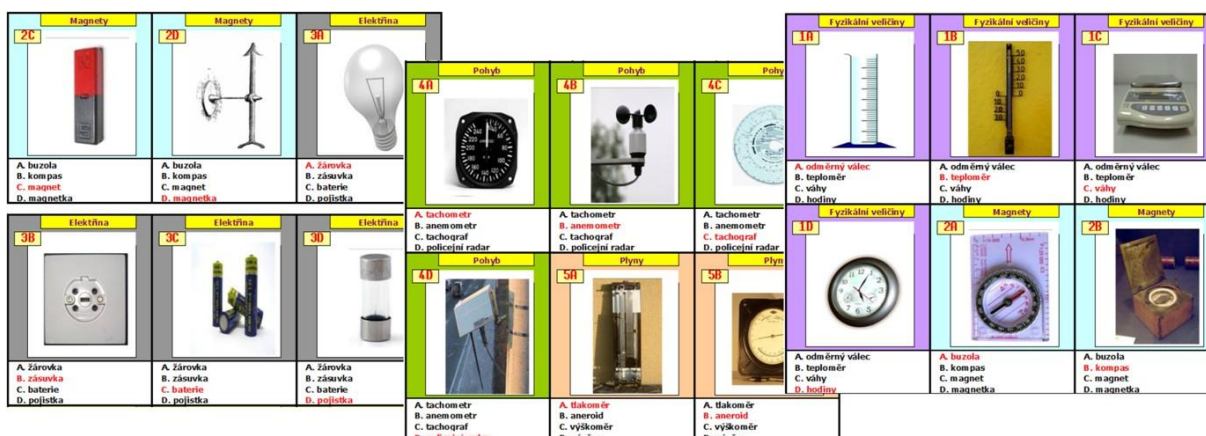 Magnety
2C
A. buzola
B. kompas
C. magnet
D. magnetka
Magnety
2D
A. buzola
B. kompas
C. magnet
D. magnetka
Elektřina
3A
A. žárovka
B. zásuvka
C. baterie
D. pojistka
Elektřina
3B
A. žárovka
B. zásuvka
C. baterie
D. pojistka
Elektřina
3C
A. žárovka
B. zásuvka
C. baterie
D. pojistka
Elektřina
3D
A. žárovka
B. zásuvka
C. baterie
D. pojistka
Pohyb
4A
A. tachometr
B. anemometr
C. tachograf
D. policejní radar
Pohyb
4B
A. tachometr
B. anemometr
C. tachograf
D. policejní radar
Pohy
4C
A. tachometr
B. anemometr
C. tachograf
D. policejní radar
Pohyb
4D
A. tachometr
B. anemometr
C. tachograf
Plyny
5A
A. tlakoměr
B. aneroid
C. výškoměr
Plyny
5B
A. tlakoměr
B. aneroid
C. výškoměr
Fyzikální veličiny
1A
A. odměrný válec
B. teploměr
C. váhy
D. hodiny
Fyzikální veličiny
1B
A. odměrný válec
B. teploměr
C. váhy
D. hodiny
Fyzikální veličiny
1C
A. odměrný válec
B. teploměr
C. váhy
D. hodiny
Fyzikální veličiny
1D
A. odměrný válec
B. teploměr
C. váhy
D. hodiny
Magnety
2A
A. buzola
B. kompas
C. magnet
D. magnetka
Magnety
2B
A. buzola
B. kompas
C. magnet
D. magnetka